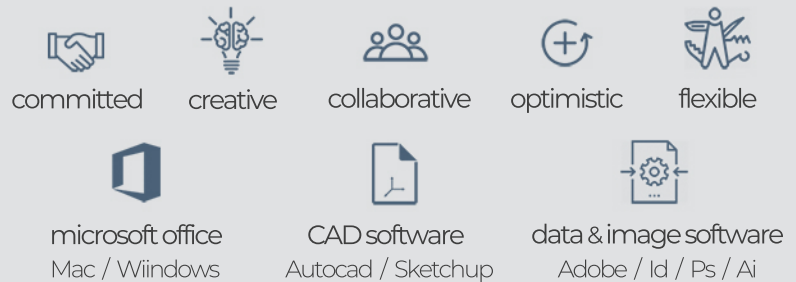 committed creative collaborative optimistic flexible
microsoft office CAD software data & image software
Mac / Wiindows Autocad / Sketchup Adobe / Id / Ps / Ai